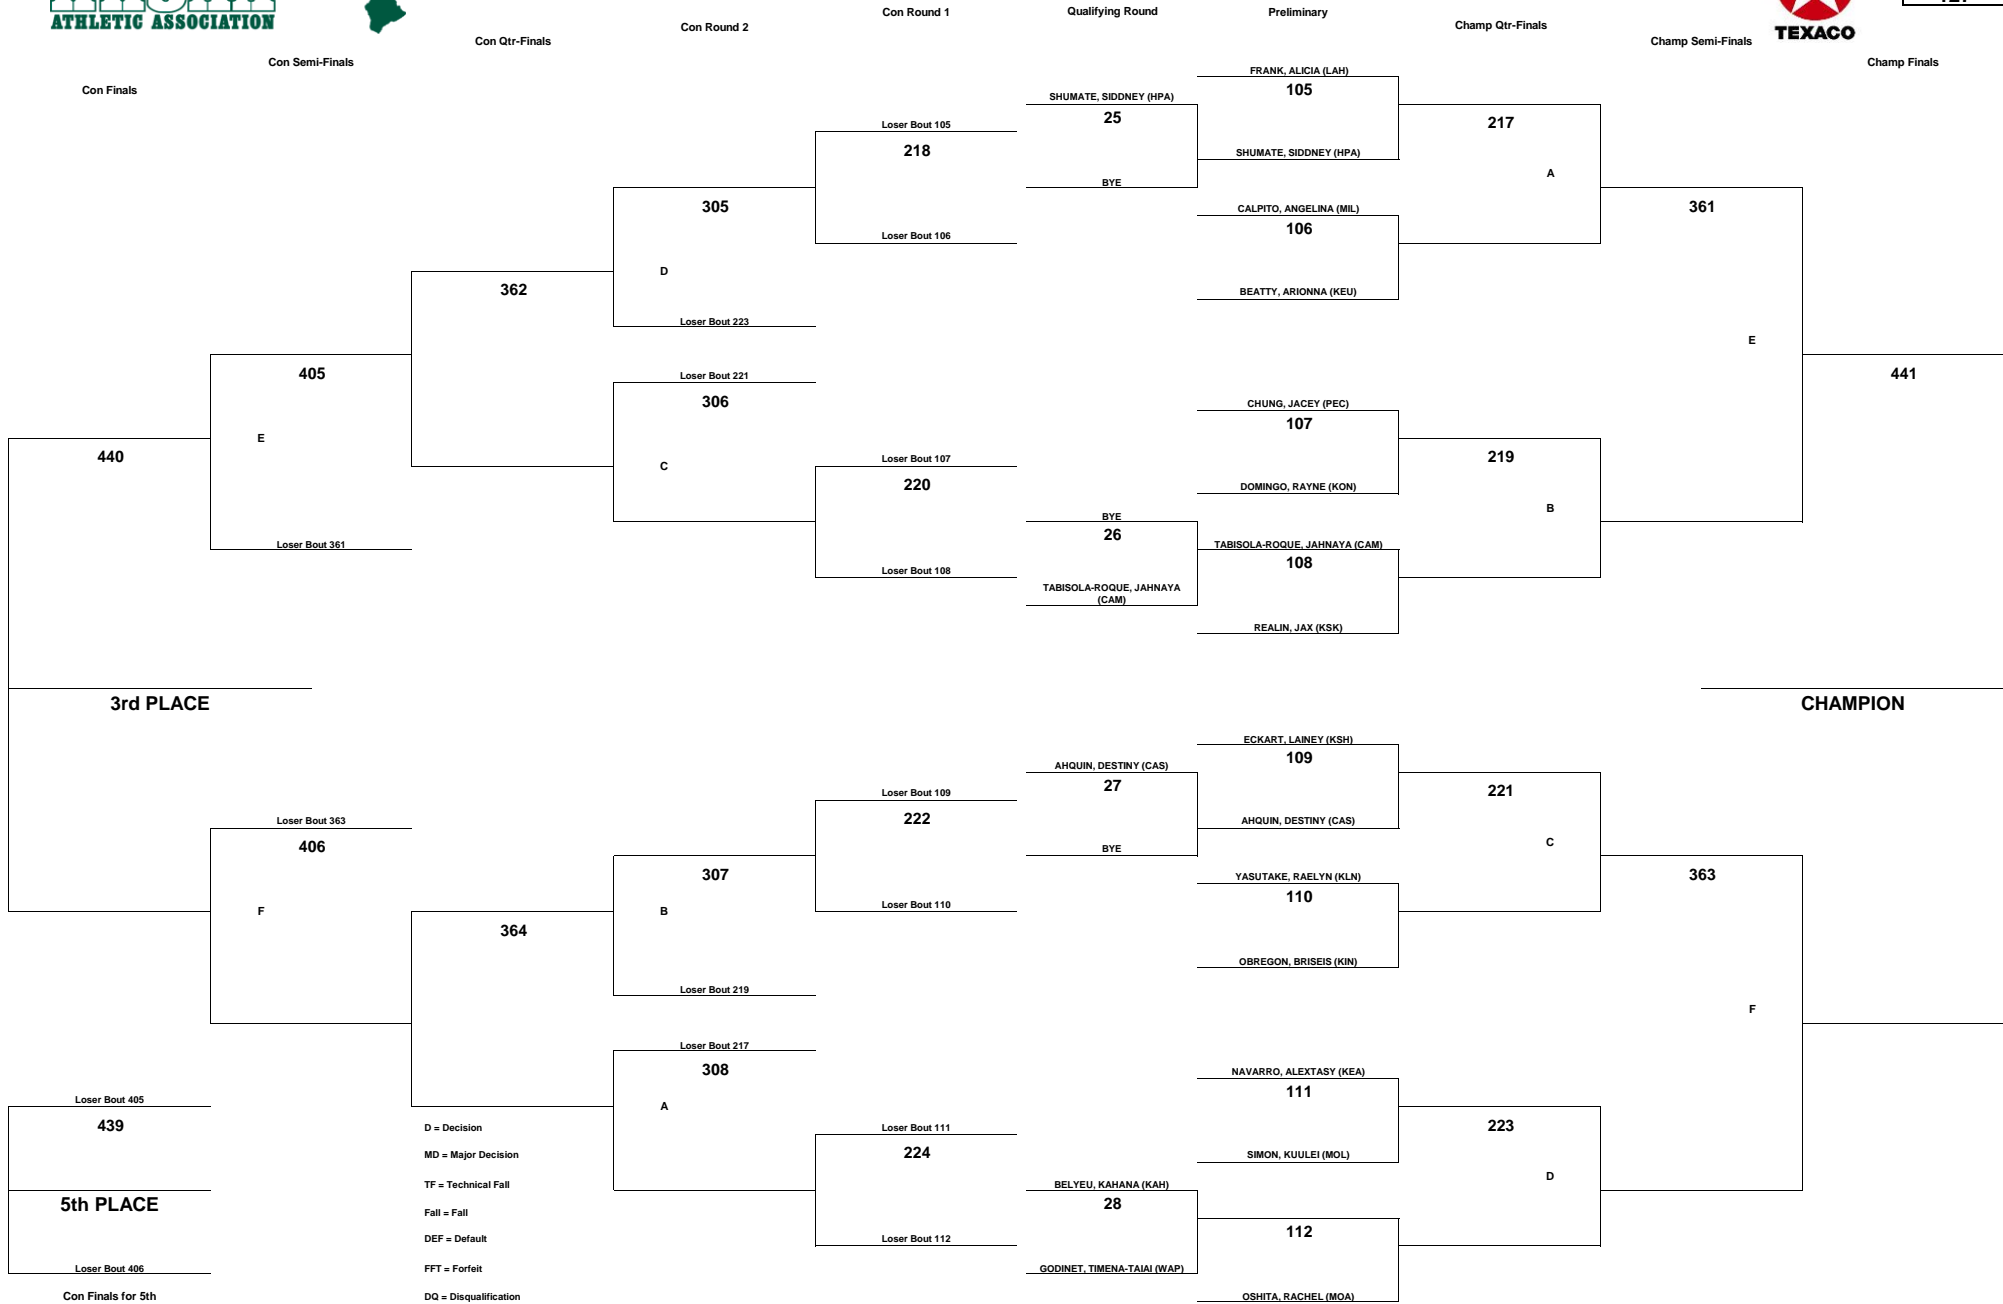 ATHLETIC ASSOCIATION
TEXACO
Con Finals
Con Semi-Finals
Con Qtr-Finals
Con Round 2
Con Round 1
Qualifying Round
Preliminary
Champ Qtr-Finals
Champ Semi-Finals
Champ Finals
FRANK, ALICIA (LAH)
105
SHUMATE, SIDDNEY (HPA)
25
Loser Bout 105
217
218
SHUMATE, SIDDNEY (HPA)
A
BYE
305
CALPITO, ANGELINA (MIL)
361
106
Loser Bout 106
D
362
BEATTY, ARIONNA (KEU)
Loser Bout 223
E
405
Loser Bout 221
441
306
CHUNG, JACEY (PEC)
107
E
440
Loser Bout 107
219
C
220
DOMINGO, RAYNE (KON)
B
BYE
26
Loser Bout 361
TABISOLA-ROQUE, JAHNAYA (CAM)
108
Loser Bout 108
TABISOLA-ROQUE, JAHNAYA
(CAM)
REALIN, JAX (KSK)
3rd PLACE
CHAMPION
ECKART, LAINEY (KSH)
109
AHQUIN, DESTINY (CAS)
27
Loser Bout 109
221
222
Loser Bout 363
AHQUIN, DESTINY (CAS)
406
C
BYE
307
YASUTAKE, RAELYN (KLN)
363
110
Loser Bout 110
F
B
364
OBREGON, BRISEIS (KIN)
Loser Bout 219
F
Loser Bout 217
308
NAVARRO, ALEXTASY (KEA)
111
Loser Bout 405
A
439
D = Decision
Loser Bout 111
223
224
MD = Major Decision
SIMON, KUULEI (MOL)
D
TF = Technical Fall
BELYEU, KAHANA (KAH)
5th PLACE
28
Fall = Fall
112
DEF = Default
Loser Bout 112
Loser Bout 406
FFT = Forfeit
GODINET, TIMENA-TAIAI (WAP)
Con Finals for 5th
DQ = Disqualification
OSHITA, RACHEL (MOA)